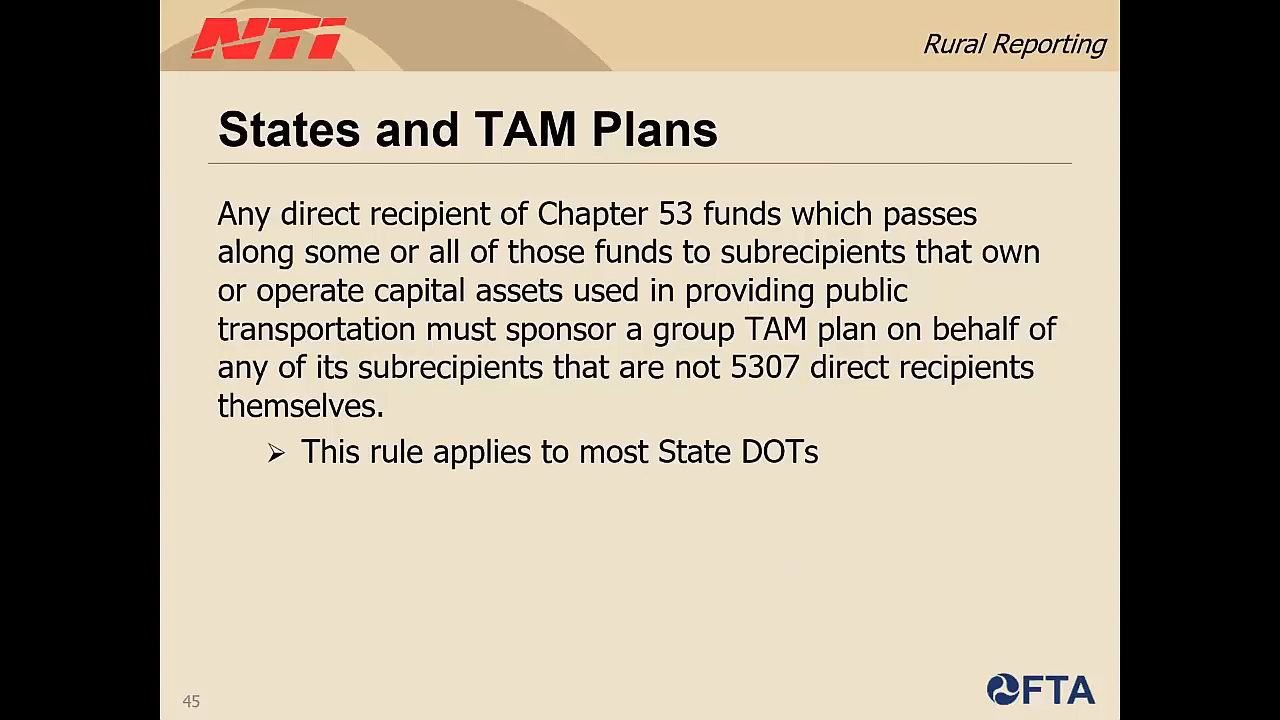 NTI
Rural Reporting
States and TAM Plans
Any direct recipient of Chapter 53 funds which passes
along some or all of those funds to subrecipients that own
or operate capital assets used in providing public
transportation must sponsor a group TAM plan on behalf of
any of its subrecipients that are not 5307 direct recipients
themselves.
➢ This rule applies to most State DOTs
45
FTA